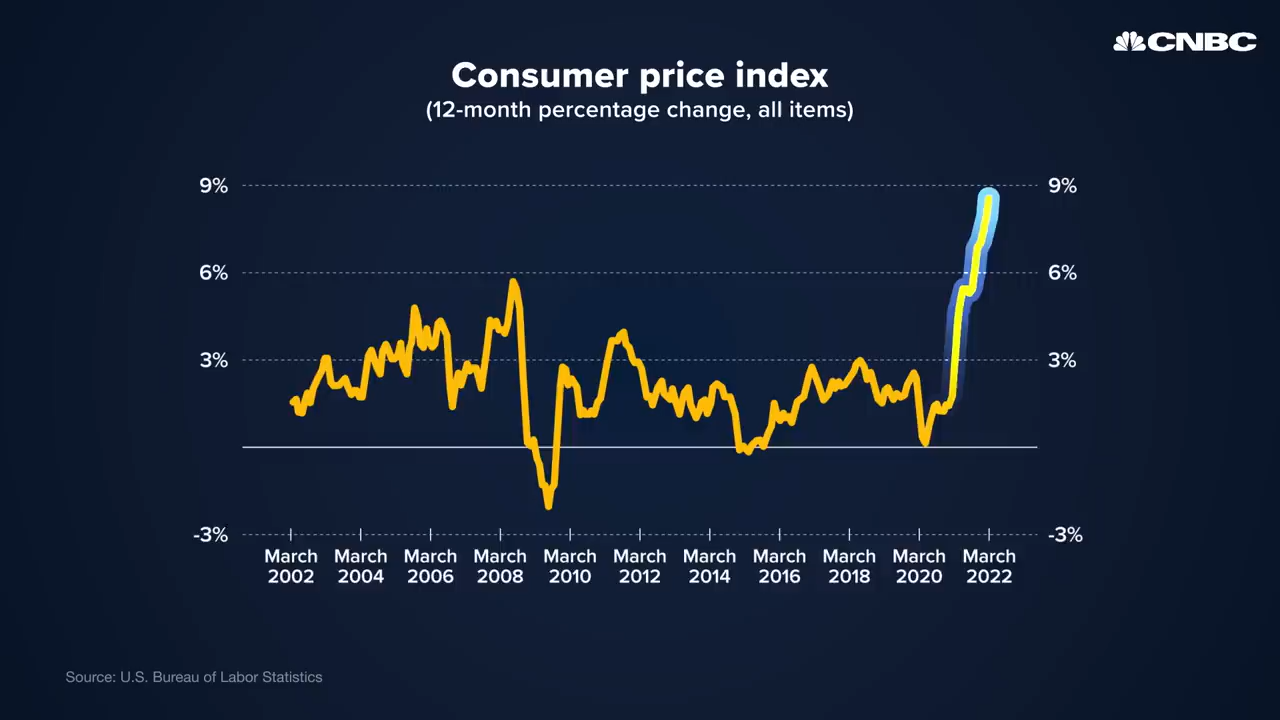 CNBC
Consumer price index
(12-month percentage change, all items)
9% 9%
6% 6%
3% 3%
-3% -3%
March March March March March March March March March March March
2002 2004 2006 2008 2010 2012 2014 2016 2018 2020 2022
Source: U.S. Bureau of Labor Statistics